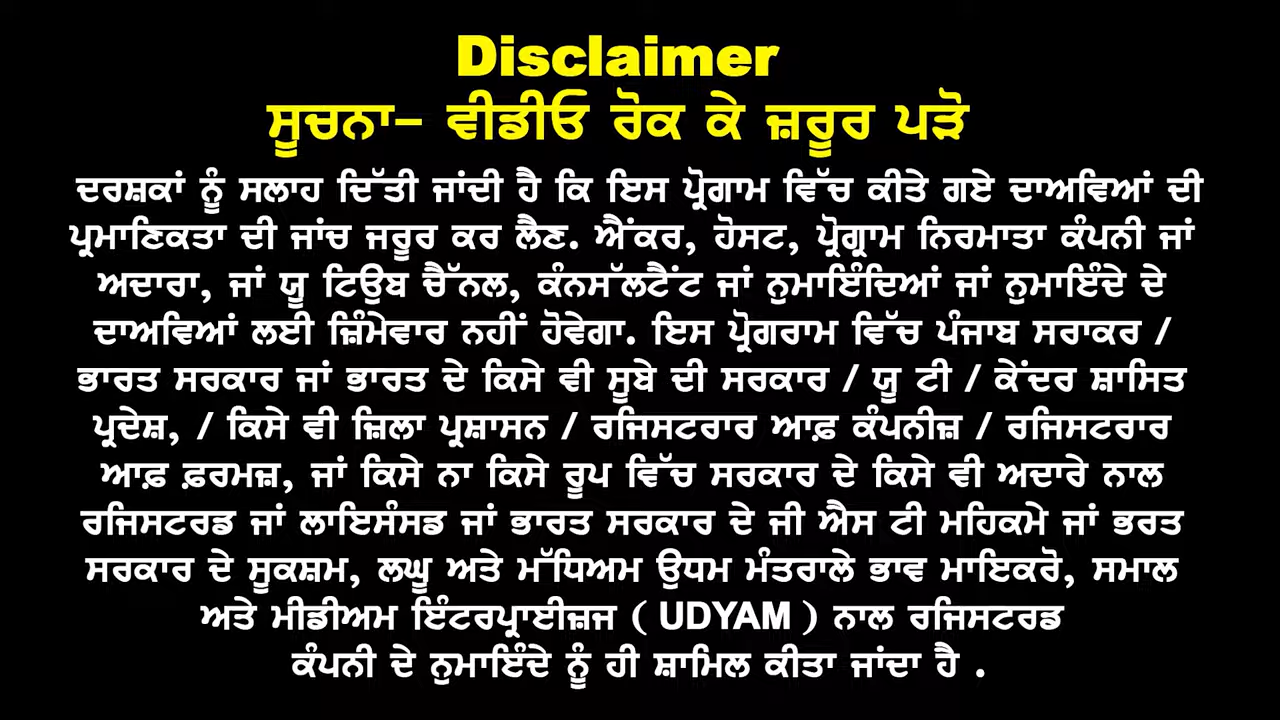 Disclaimer
ਸੂਚਨਾ- ਵੀਡੀਓ ਰੋਕ ਕੇ ਜ਼ਰੂਰ ਪੜੋ
ਦਰਸ਼ਕਾਂ ਨੂੰ ਸਲਾਹ ਦਿੱਤੀ ਜਾਂਦੀ ਹੈ ਕਿ ਇਸ ਪ੍ਰੋਗਾਮ ਵਿੱਚ ਕੀਤੇ ਗਏ ਦਾਅਵਿਆਂ ਦੀ
ਪ੍ਰਮਾਣਿਕਤਾ ਦੀ ਜਾਂਚ ਜਰੂਰ ਕਰ ਲੈਣ. ਐਂਕਰ, ਹੋਸਟ, ਪ੍ਰੋਗ੍ਰਾਮ ਨਿਰਮਾਤਾ ਕੰਪਨੀ ਜਾਂ
ਅਦਾਰਾ, ਜਾਂ ਯੂ ਟਿਊਬ ਚੈੱਨਲ, ਕੰਨਸੱਲਟੈਂਟ ਜਾਂ ਨੁਮਾਇੰਦਿਆਂ ਜਾਂ ਨੁਮਾਇੰਦੇ ਦੇ
ਦਾਅਵਿਆਂ ਲਈ ਜ਼ਿੰਮੇਵਾਰ ਨਹੀਂ ਹੋਵੇਗਾ. ਇਸ ਪ੍ਰੋਗਰਾਮ ਵਿੱਚ ਪੰਜਾਬ ਸਰਾਕਰ /
ਭਾਰਤ ਸਰਕਾਰ ਜਾਂ ਭਾਰਤ ਦੇ ਕਿਸੇ ਵੀ ਸੂਬੇ ਦੀ ਸਰਕਾਰ / ਯੂ ਟੀ / ਕੇਂਦਰ ਸ਼ਾਸਿਤ
ਪ੍ਰਦੇਸ਼, / ਕਿਸੇ ਵੀ ਜ਼ਿਲਾ ਪ੍ਰਸ਼ਾਸਨ / ਰਜਿਸਟਰਾਰ ਆਫ਼ ਕੰਪਨੀਜ਼ / ਰਜਿਸਟਰਾਰ
ਆਫ਼ ਫ਼ਰਮਜ਼, ਜਾਂ ਕਿਸੇ ਨਾ ਕਿਸੇ ਰੂਪ ਵਿੱਚ ਸਰਕਾਰ ਦੇ ਕਿਸੇ ਵੀ ਅਦਾਰੇ ਨਾਲ
ਰਜਿਸਟਰਡ ਜਾਂ ਲਾਇਸੰਸਡ ਜਾਂ ਭਾਰਤ ਸਰਕਾਰ ਦੇ ਜੀ ਐਸ ਟੀ ਮਹਿਕਮੇ ਜਾਂ ਭਰਤ
ਸਰਕਾਰ ਦੇ ਸੂਕਸ਼ਮ, ਲਘੂ ਅਤੇ ਮੱਧਿਅਮ ਉਧਮ ਮੰਤਰਾਲੇ ਭਾਵ ਮਾਇਕਰੋ, ਸਮਾਲ
ਅਤੇ ਮੀਡੀਅਮ ਇੰਟਰਪ੍ਰਾਈਜ਼ਜ ( UDYAM ) ਨਾਲ ਰਜਿਸਟਰਡ
ਕੰਪਨੀ ਦੇ ਨੁਮਾਇੰਦੇ ਨੂੰ ਹੀ ਸ਼ਾਮਿਲ ਕੀਤਾ ਜਾਂਦਾ ਹੈ .